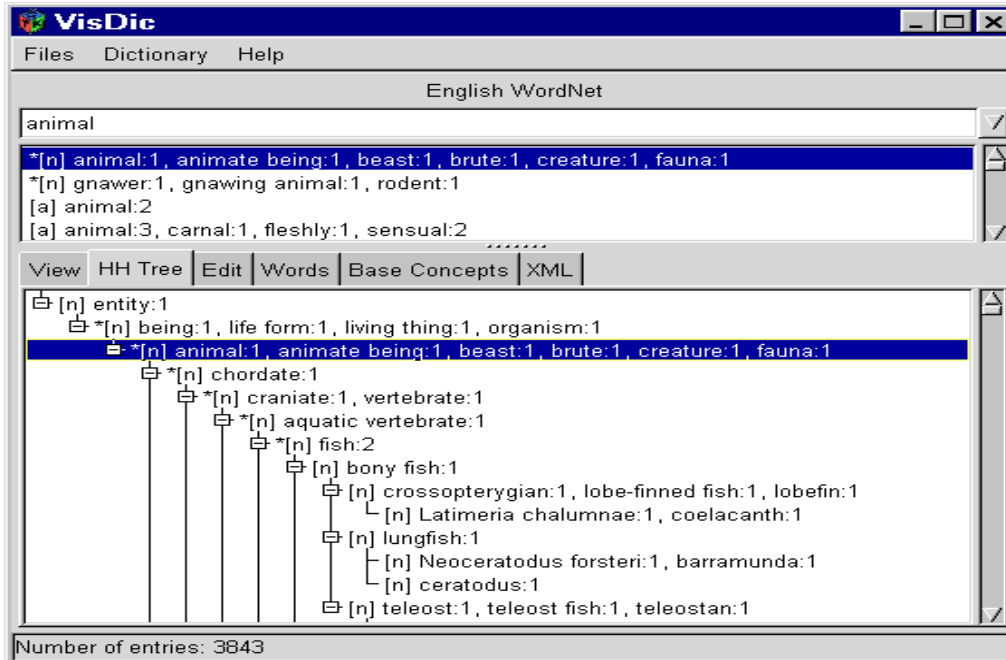 VisDic
Files Dictionary Help
English WordNet
animal
*[n] animal:1, animate being:1, beast:1, brute:1, creature:1, fauna:1
*[n] gnawer:1, gnawing animal:1, rodent:1
[a] animal:2
[a] animal:3, carnal:1, fleshly:1, sensual:2
View HH Tree Edit Words Base Concepts XML
[n] entity:1
*[n] being:1, life form:1, living thing:1, organism:1
*[n] animal:1, animate being:1, beast:1, brute:1, creature:1, fauna:1
*[n] chordate:1
*[n] craniate:1, vertebrate:1
*[n] aquatic vertebrate:1
*[n] fish:2
[n] bony fish:1
[n] crossopterygian:1, lobe-finned fish:1, lobefin:1
[n] Latimeria chalumnae:1, coelacanth:1
[n] lungfish:1
[n] Neoceratodus forsteri:1, barramunda:1
[n] ceratodus:1
[n] teleost:1, teleost fish:1, teleostan:1
Number of entries: 3843